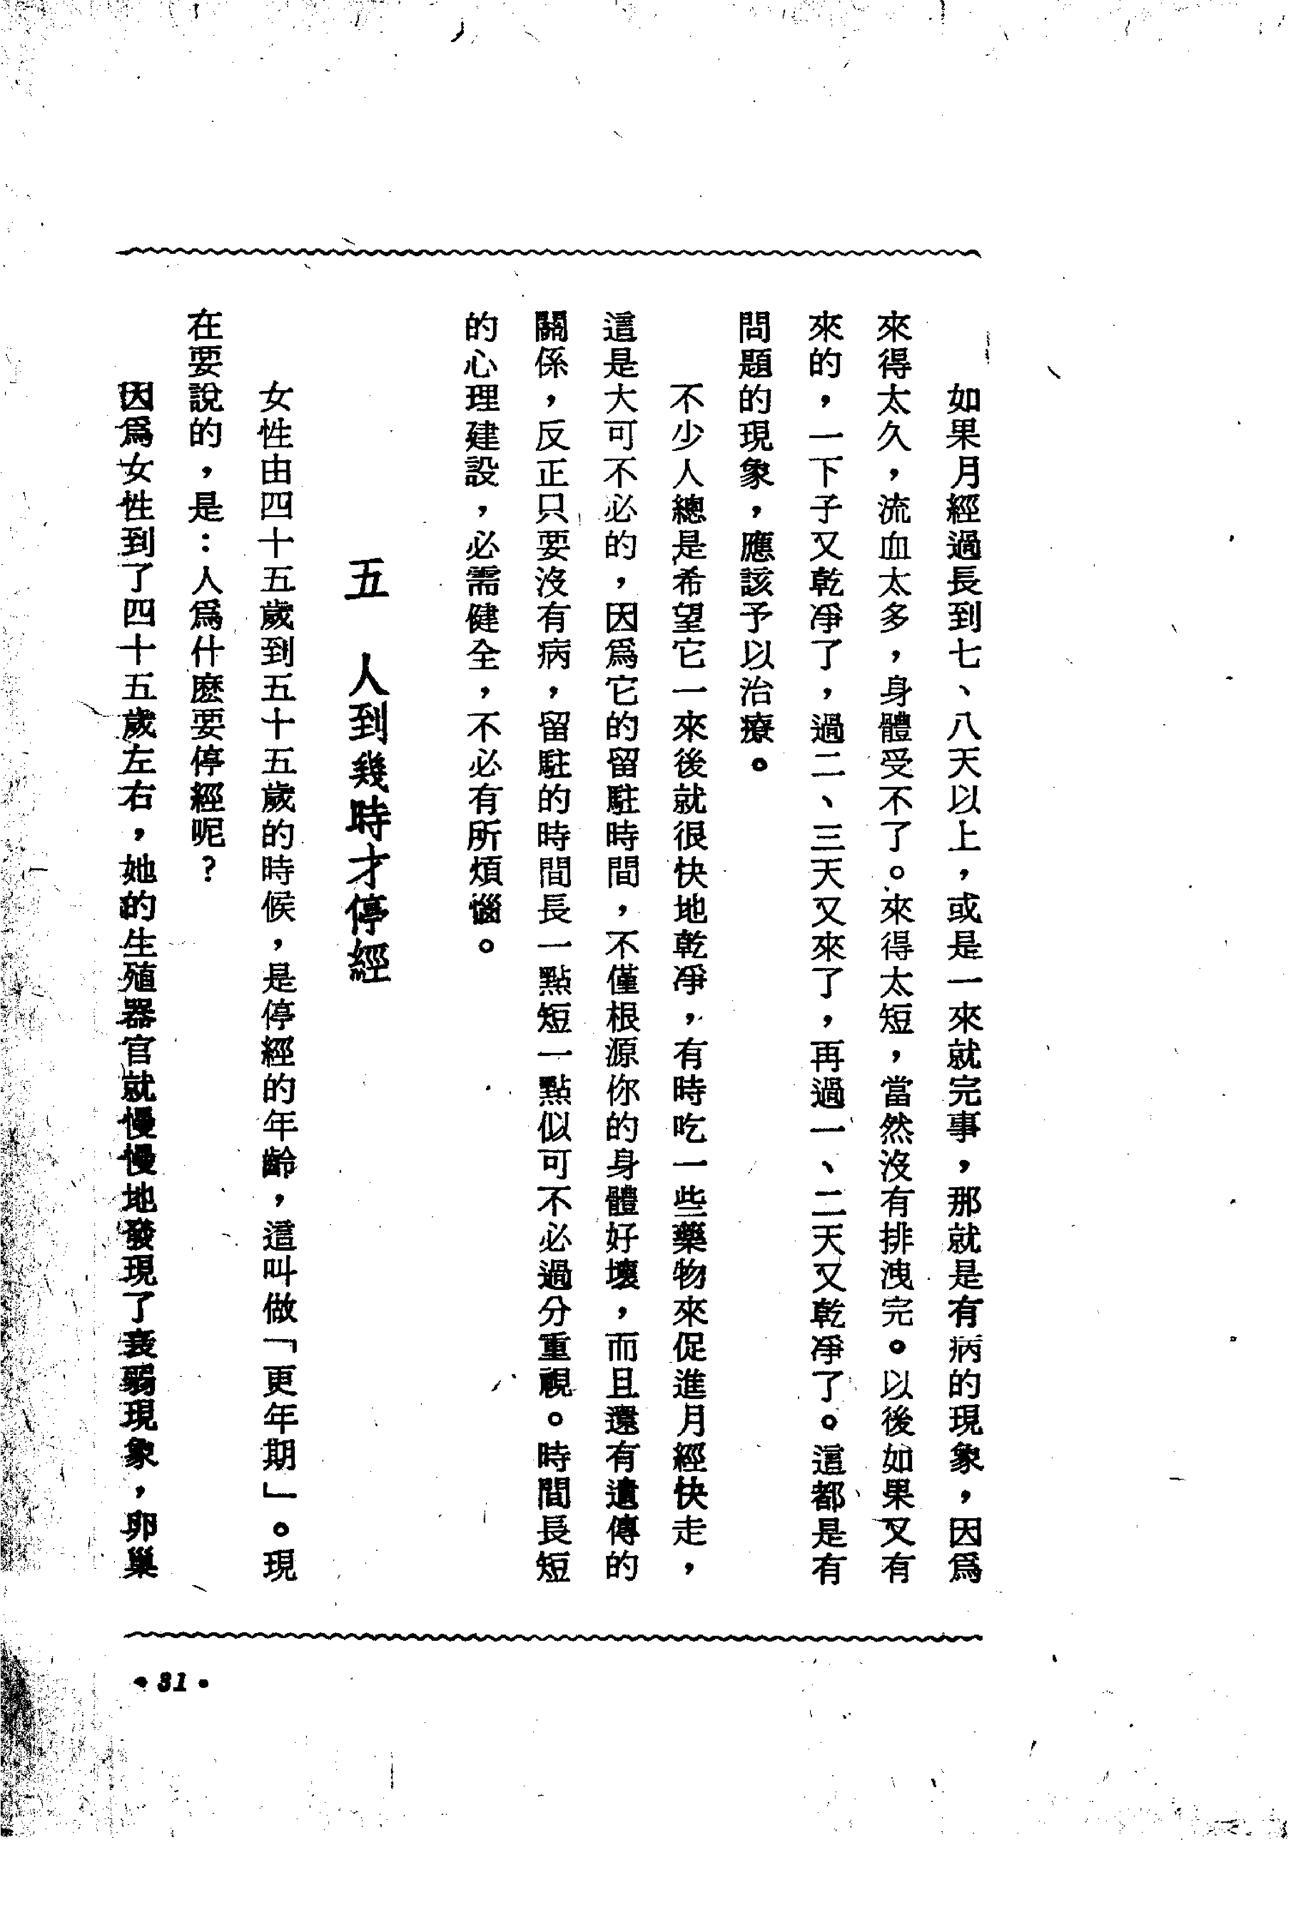 如果月經過長到七、八天以上，或是一來就完事，那就是有病的現象，因爲
來得太久，流血太多，身體受不了。來得太短，當然沒有排洩完。以後如果又有
來的，一下子又乾淨了，過二、三天又來了，再過一、二天又乾淨了。這都是有
問題的現象，應該予以治療。
不少人總是希望它一來後就很快地乾淨，有時吃一些藥物來促進月經快走，
這是大可不必的，因爲它的留駐時間，不僅根源你的身體好壞，而且還有遺傳的
關係，反正只要沒有病，留駐的時間長一點短一點似可不必過分重視。時間長短
的心理建設，必需健全，不必有所煩惱。
五　人到幾時才停經
女性由四十五歲到五十五歲的時候，是停經的年齡，這叫做「更年期」。現
在要說的，是：人爲什麼要停經呢？
因爲女性到了四十五歲左右，她的生殖器官就慢慢地發現了衰弱現象，卵巢
• 31 •